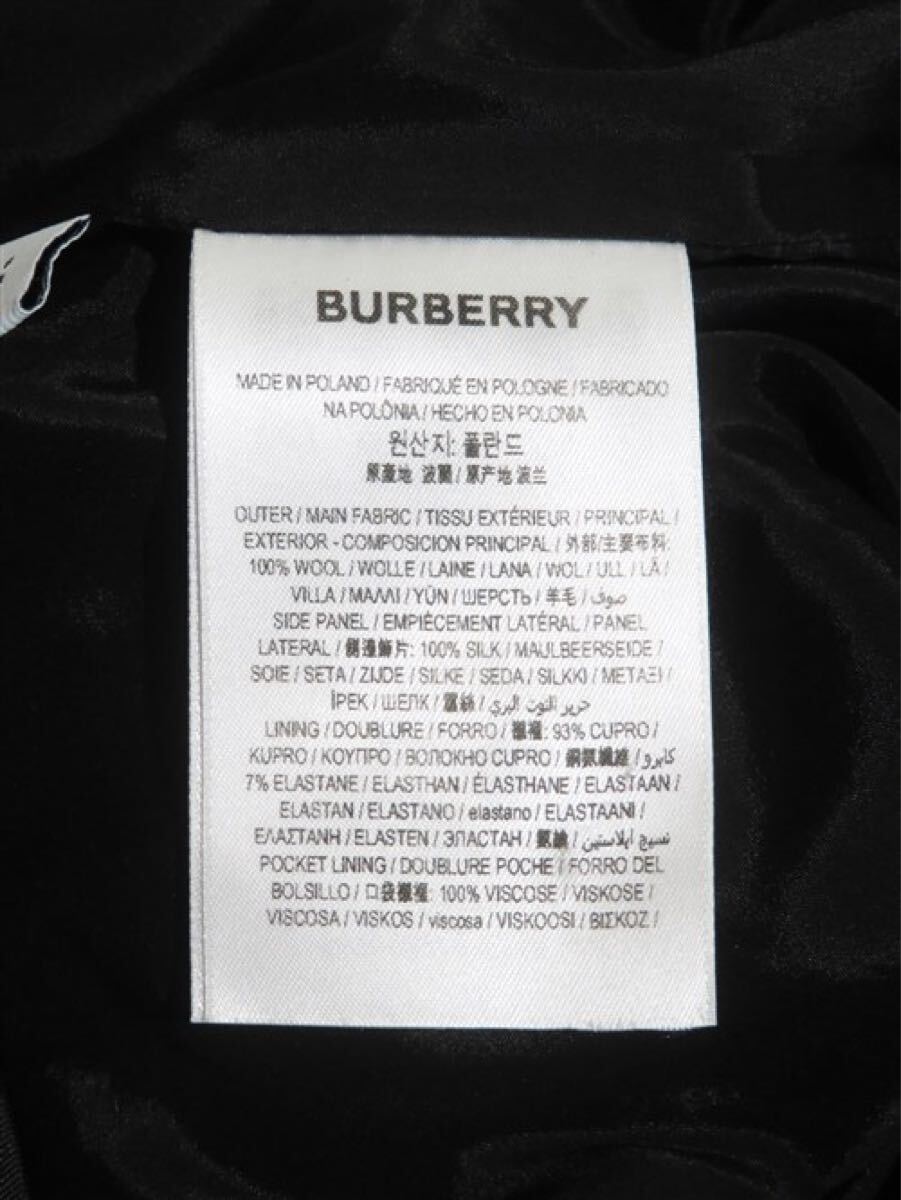 BURBERRY
MADE IN POLAND / FABRIQUÉ EN POLOGNE / FABRICADO
NA POLÔNIA / HECHO EN POLONIA
원산지: 폴란드
原產地 波蘭 / 原产地 波兰
OUTER / MAIN FABRIC / TISSU EXTÉRIEUR / PRINCIPAL /
EXTERIOR - COMPOSICION PRINCIPAL / 外部/主要布料:
100% WOOL / WOLLE / LAINE / LANA / WOL / ULL / LÃ /
VILLA / ΜΑΛΛΙ / YÜN / ШЕРСТЬ / 羊毛 / صوف /
SIDE PANEL / EMPIÈCEMENT LATÉRAL / PANEL
LATERAL / 側邊飾片: 100% SILK / MAULBEERSEIDE /
SOIE / SETA / ZIJDE / SILKE / SEDA / SILKKI / ΜΕΤΑΞΙ /
İPEK / ШЕЛК / 蠶絲 / حرير التوت البري
LINING / DOUBLURE / FORRO / 襯裡: 93% CUPRO /
KUPRO / ΚΟΥΠΡΟ / ВОЛОКНО CUPRO / 銅氨纖維 / كابرو
7% ELASTANE / ELASTHAN / ÉLASTHANNE / ELASTAAN /
ELASTAN / ELASTANO / elastano / ELASTAANI /
ΕΛΑΣΤΑΝΗ / ELASTEN / ЭЛАСТАН / 氨綸 / نسيج إيلاستين
POCKET LINING / DOUBLURE POCHE / FORRO DEL
BOLSILLO / 口袋襯裡: 100% VISCOSE / VISKOSE /
VISCOSA / VISKOS / viscosa / VISKOOSI / ΒΙΣΚΟΖ /